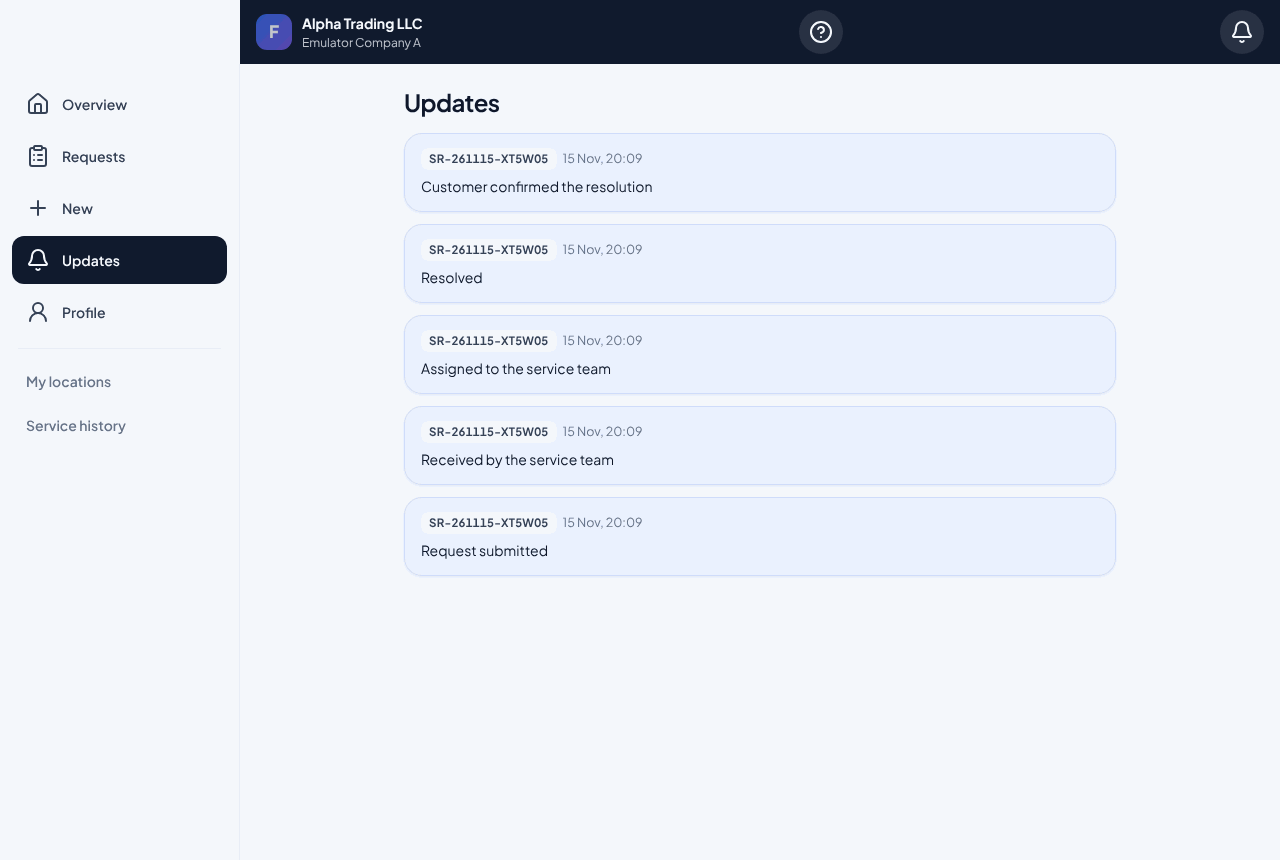 F
Alpha Trading LLC
Emulator Company A
Overview
Requests
New
Updates
Profile
My locations
Service history
Updates
SR-261115-XT5W05 15 Nov, 20:09
Customer confirmed the resolution
SR-261115-XT5W05 15 Nov, 20:09
Resolved
SR-261115-XT5W05 15 Nov, 20:09
Assigned to the service team
SR-261115-XT5W05 15 Nov, 20:09
Received by the service team
SR-261115-XT5W05 15 Nov, 20:09
Request submitted